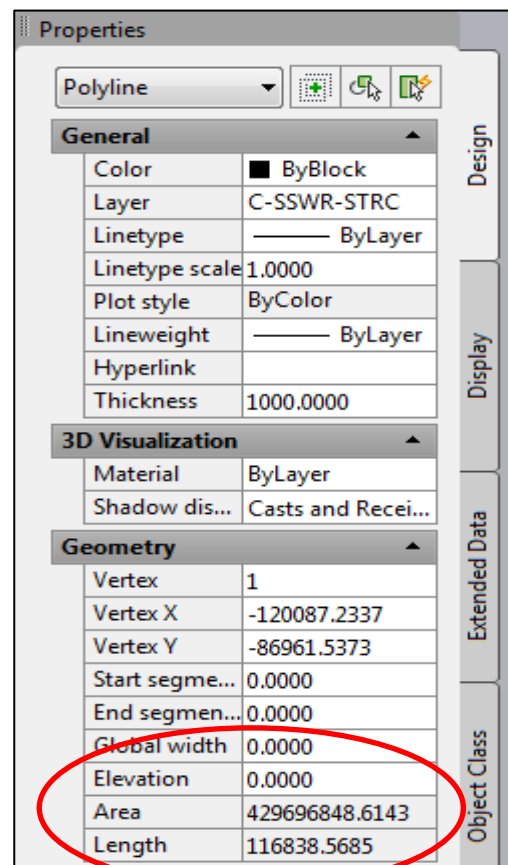 Properties
Polyline
General
Color ByBlock
Layer C-SSWR-STRC
Linetype ByLayer
Linetype scale 1.0000
Plot style ByColor
Lineweight ByLayer
Hyperlink
Thickness 1000.0000
3D Visualization
Material ByLayer
Shadow dis... Casts and Recei...
Geometry
Vertex 1
Vertex X -120087.2337
Vertex Y -86961.5373
Start segme... 0.0000
End segmen... 0.0000
Global width 0.0000
Elevation 0.0000
Area 429696848.6143
Length 116838.5685
Design
Display
Extended Data
Object Class